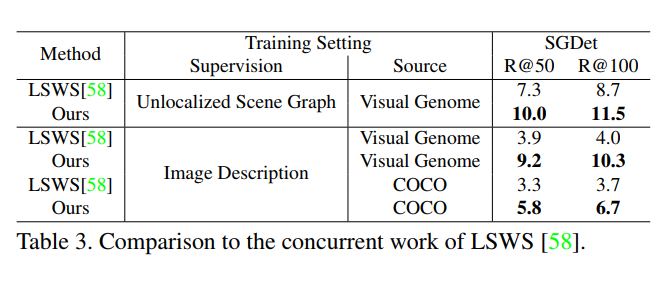 Method Training Setting SGDet
Supervision Source R@50 R@100
LSWS[58] Unlocalized Scene Graph Visual Genome 7.3 8.7
Ours 10.0 11.5
LSWS[58] Image Description Visual Genome 3.9 4.0
Ours Visual Genome 9.2 10.3
LSWS[58] COCO 3.3 3.7
Ours COCO 5.8 6.7
Table 3. Comparison to the concurrent work of LSWS [58].